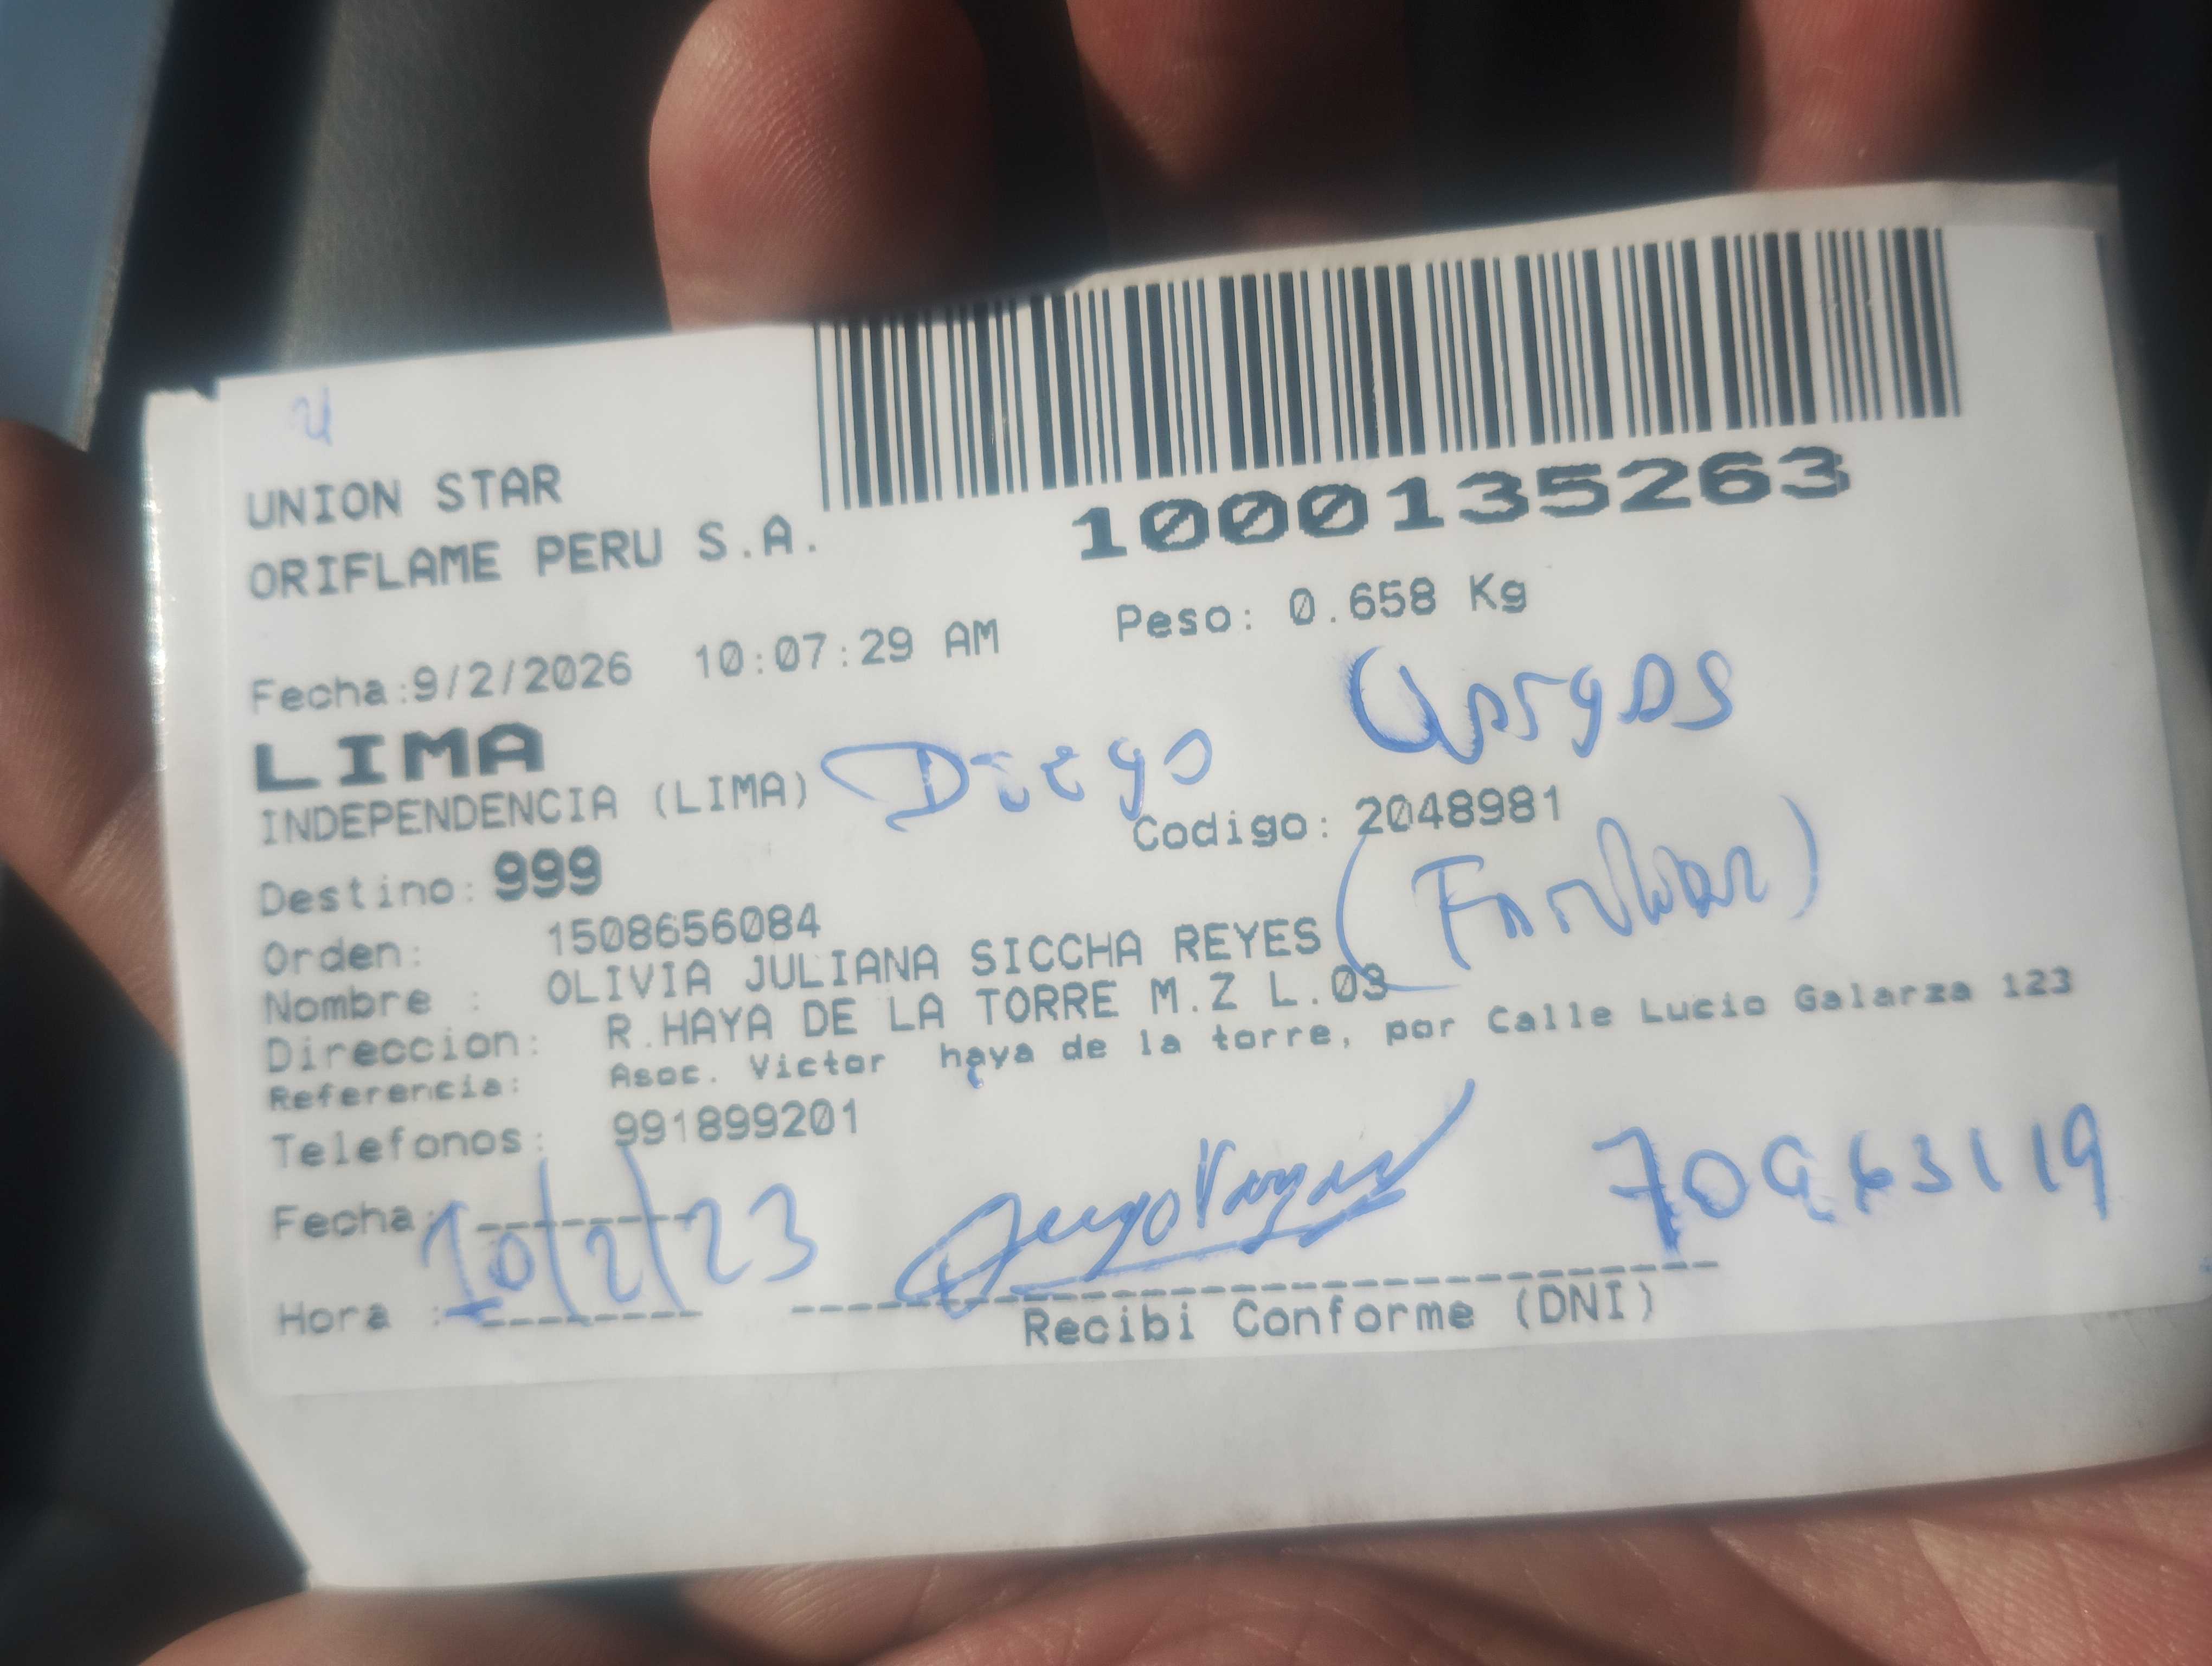 UNION STAR
ORIFLAME PERU S.A.
1000135263
Fecha:9/2/2026 10:07:29 AM Peso: 0.658 Kg
LIMA
INDEPENDENCIA (LIMA) Diego Vargas
Destino: 999 Codigo: 2048981
(Familiar)
Orden: 1508656084
Nombre : OLIVIA JULIANA SICCHA REYES
Direccion: R.HAYA DE LA TORRE M.Z L.03
Referencia: Asoc. Victor haya de la torre, por Calle Lucio Galarza 123
Telefonos: 991899201
Fecha: 10/2/23 Diego Vargas
Hora :
Recibi Conforme (DNI)